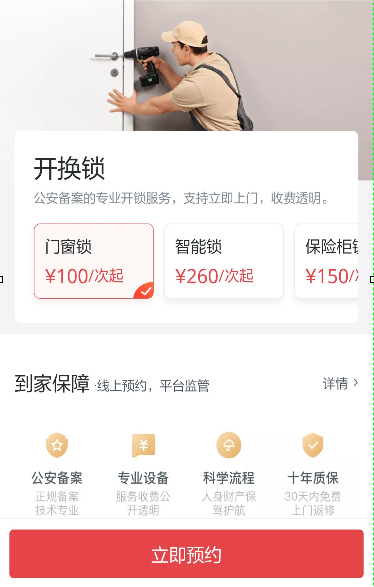 开换锁
公安备案的专业开锁服务，支持立即上门，收费透明。
门窗锁
¥100/次起
智能锁
¥260/次起
保险柜锁
¥150/次
到家保障 ·线上预约，平台监管
详情 >
公安备案
正规备案
技术专业
专业设备
服务收费公
开透明
科学流程
人身财产保
驾护航
十年质保
30天内免费
上门返修
立即预约